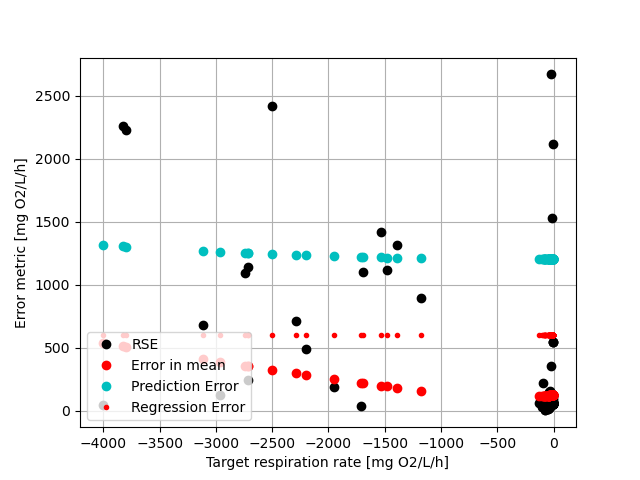 2500
2000
1500
1000
500
0
Error metric [mg O2/L/h]
RSE
Error in mean
Prediction Error
Regression Error
−4000 −3500 −3000 −2500 −2000 −1500 −1000 −500 0
Target respiration rate [mg O2/L/h]